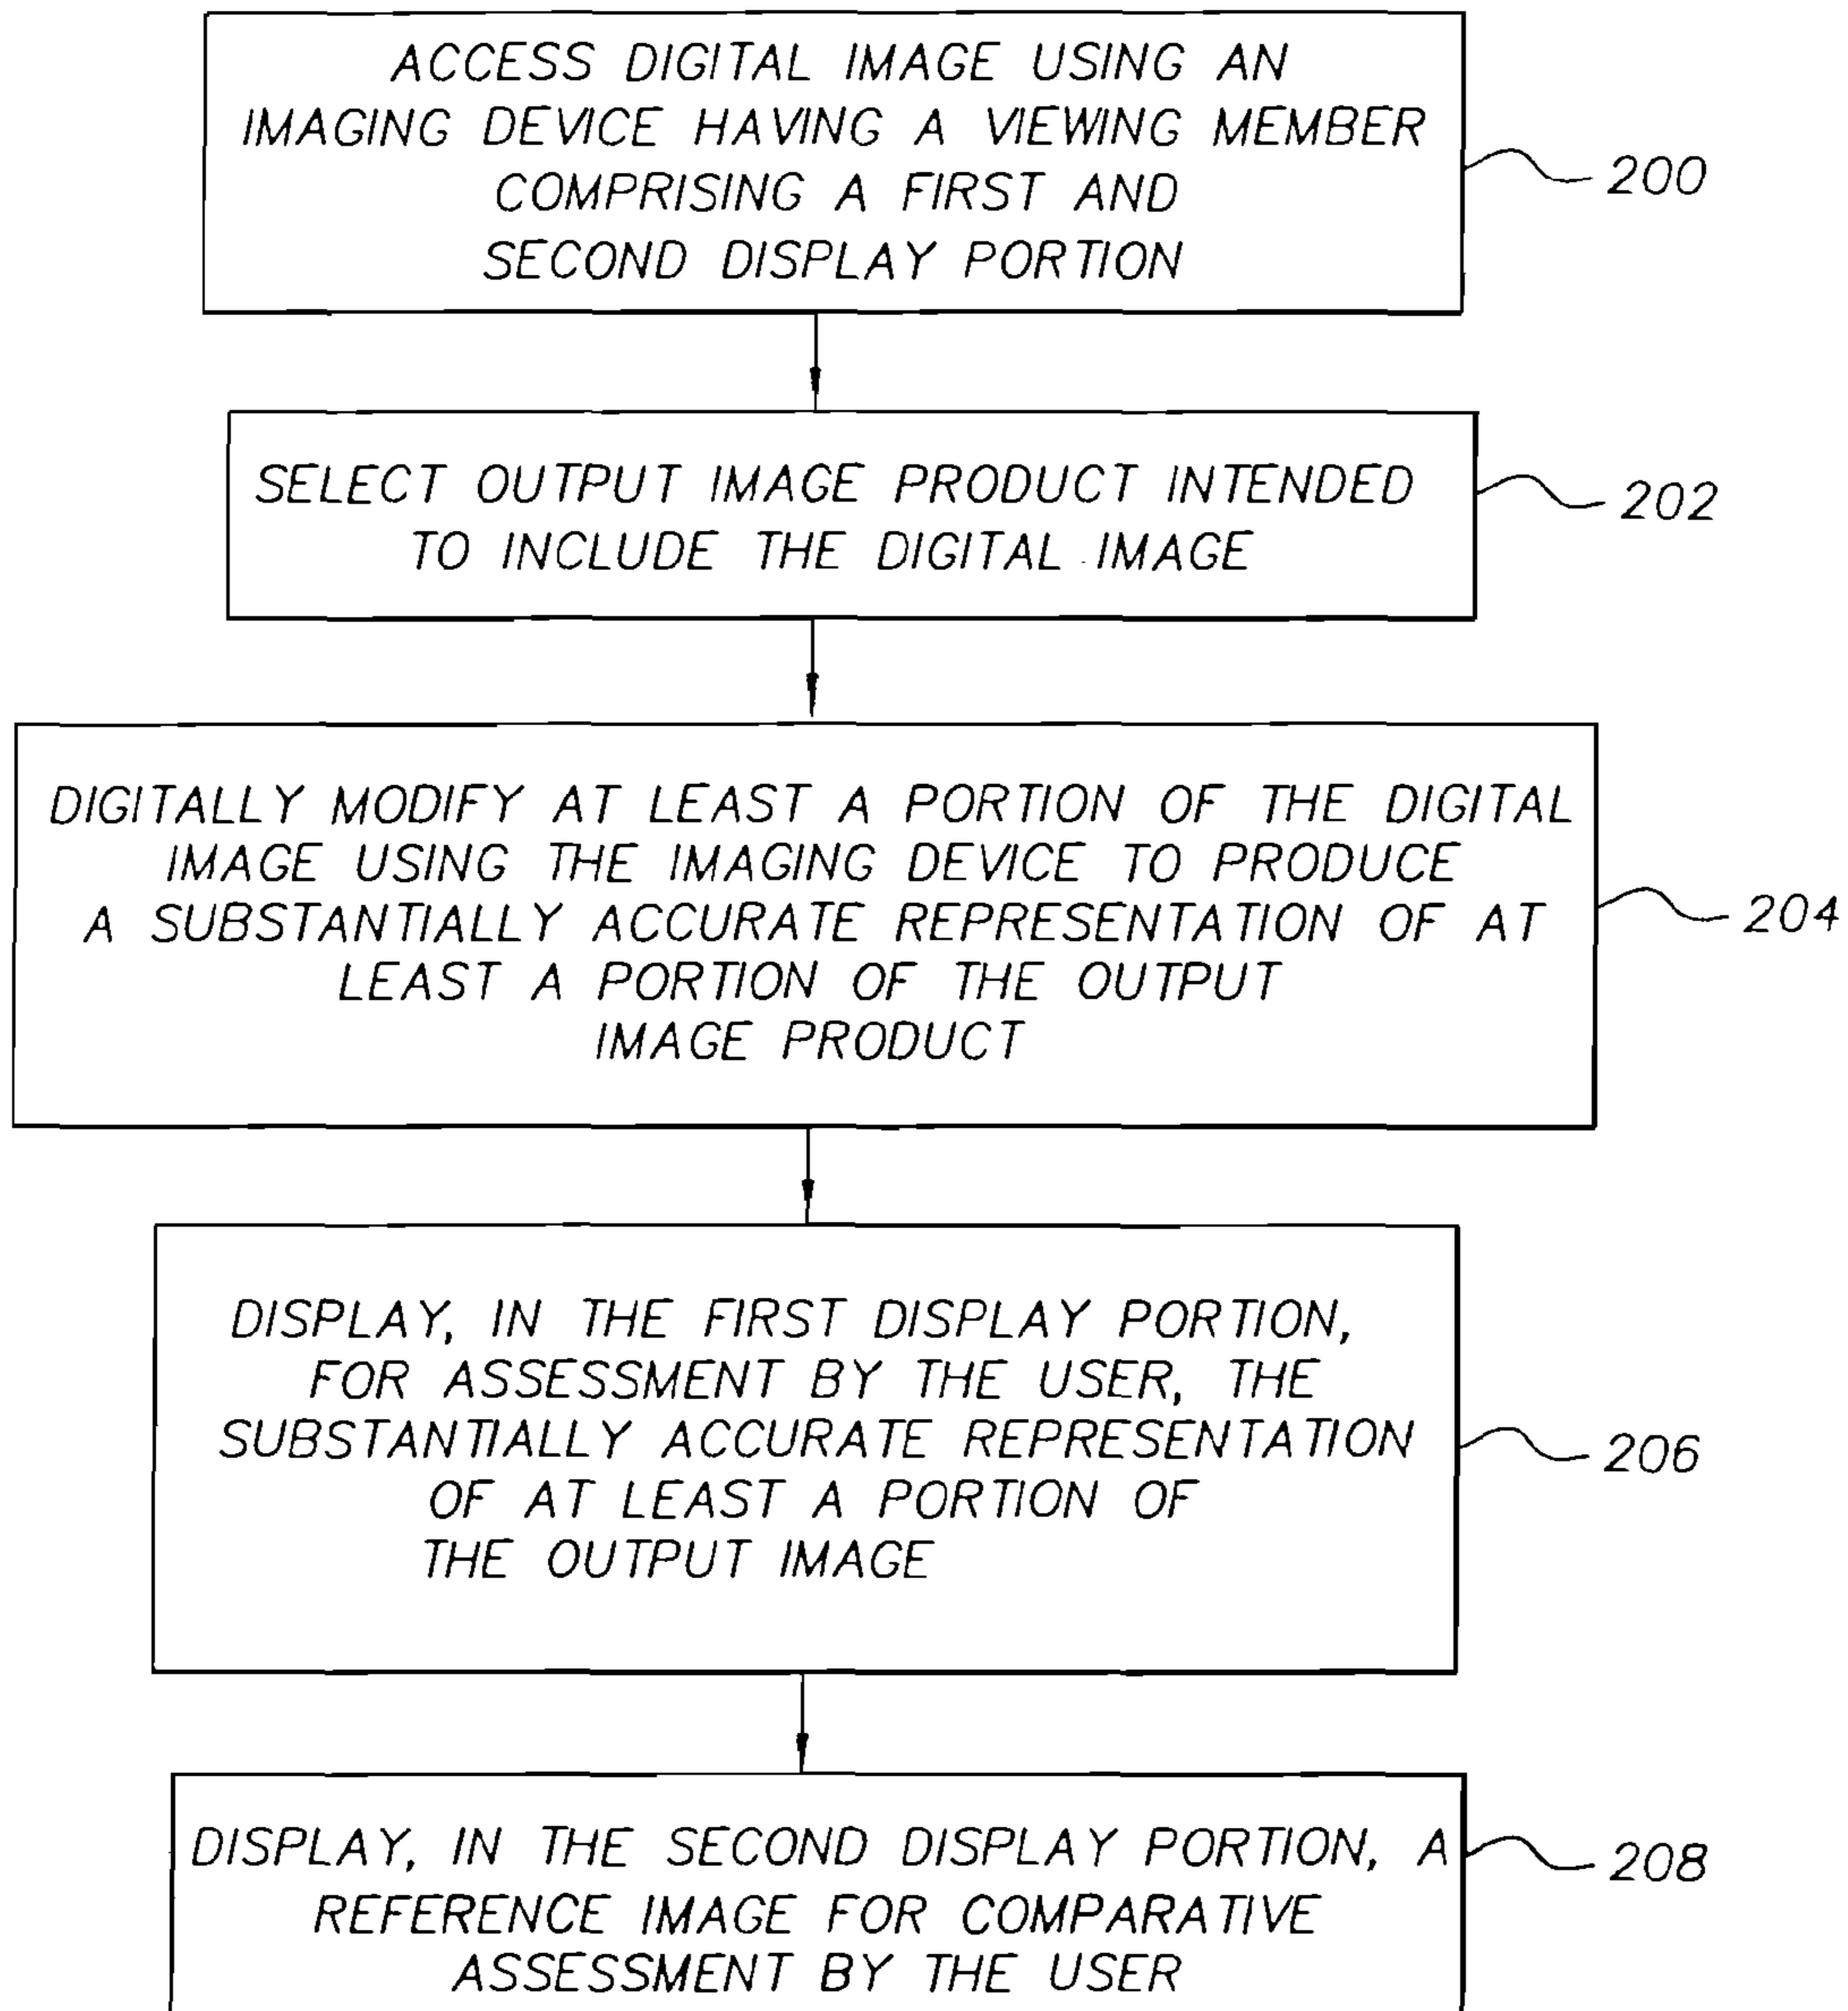 ACCESS DIGITAL IMAGE USING AN
IMAGING DEVICE HAVING A VIEWING MEMBER
COMPRISING A FIRST AND
SECOND DISPLAY PORTION
200
SELECT OUTPUT IMAGE PRODUCT INTENDED
TO INCLUDE THE DIGITAL IMAGE
202
DIGITALLY MODIFY AT LEAST A PORTION OF THE DIGITAL
IMAGE USING THE IMAGING DEVICE TO PRODUCE
A SUBSTANTIALLY ACCURATE REPRESENTATION OF AT
LEAST A PORTION OF THE OUTPUT
IMAGE PRODUCT
204
DISPLAY, IN THE FIRST DISPLAY PORTION,
FOR ASSESSMENT BY THE USER, THE
SUBSTANTIALLY ACCURATE REPRESENTATION
OF AT LEAST A PORTION OF
THE OUTPUT IMAGE
206
DISPLAY, IN THE SECOND DISPLAY PORTION, A
REFERENCE IMAGE FOR COMPARATIVE
ASSESSMENT BY THE USER
208